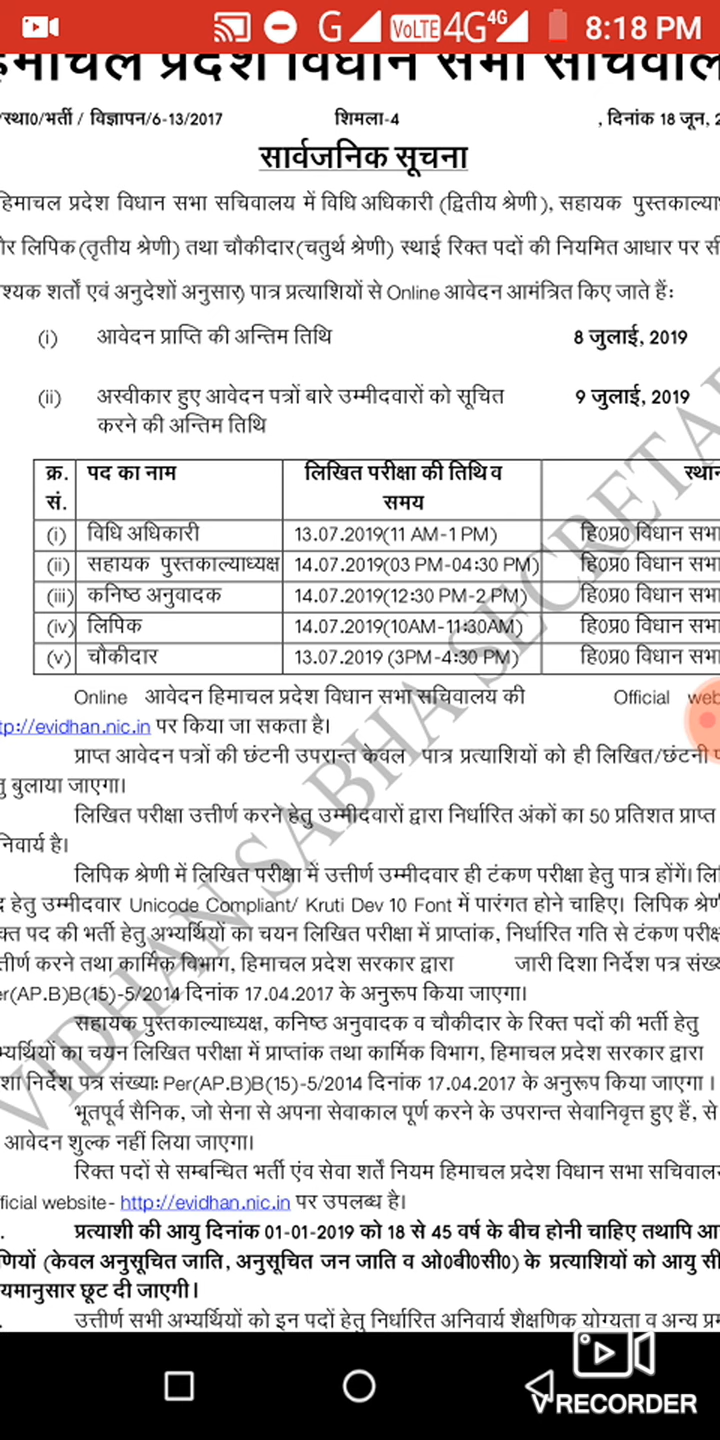 G VoLTE 4G 4G 8:18 PM
हिमाचल प्रदेश विधान सभा सचिवाल
/स्था0/भर्ती / विज्ञापन/6-13/2017 शिमला-4 , दिनांक 18 जून, 2
सार्वजनिक सूचना
हिमाचल प्रदेश विधान सभा सचिवालय में विधि अधिकारी (द्वितीय श्रेणी), सहायक पुस्तकाल्या
ोर लिपिक (तृतीय श्रेणी) तथा चौकीदार(चतुर्थ श्रेणी) स्थाई रिक्त पदों की नियमित आधार पर सी
श्यक शर्तों एवं अनुदेशों अनुसार) पात्र प्रत्याशियों से Online आवेदन आमंत्रित किए जाते हैंः
(i) आवेदन प्राप्ति की अन्तिम तिथि 8 जुलाई, 2019
(ii) अस्वीकार हुए आवेदन पत्रों बारे उम्मीदवारों को सूचित 9 जुलाई, 2019
करने की अन्तिम तिथि
क्र. पद का नाम लिखित परीक्षा की तिथि व स्थान
सं. समय
(i) विधि अधिकारी 13.07.2019(11 AM-1 PM) हि0प्र0 विधान सभा
(ii) सहायक पुस्तकाल्याध्यक्ष 14.07.2019(03 PM-04:30 PM) हि0प्र0 विधान सभा
(iii) कनिष्ठ अनुवादक 14.07.2019(12:30 PM-2 PM) हि0प्र0 विधान सभा
(iv) लिपिक 14.07.2019(10AM-11:30AM) हि0प्र0 विधान सभा
(v) चौकीदार 13.07.2019 (3PM-4:30 PM) हि0प्र0 विधान सभा
Online आवेदन हिमाचल प्रदेश विधान सभा सचिवालय की Official web
tp://evidhan.nic.in पर किया जा सकता है।
प्राप्त आवेदन पत्रों की छंटनी उपरान्त केवल पात्र प्रत्याशियों को ही लिखित/छंटनी प
तु बुलाया जाएगा।
लिखित परीक्षा उत्तीर्ण करने हेतु उम्मीदवारों द्वारा निर्धारित अंकों का 50 प्रतिशत प्राप्त
निवार्य है।
लिपिक श्रेणी में लिखित परीक्षा में उत्तीर्ण उम्मीदवार ही टंकण परीक्षा हेतु पात्र होंगें। लि
द हेतु उम्मीदवार Unicode Compliant/ Kruti Dev 10 Font में पारंगत होने चाहिए। लिपिक श्रेणी
क्त पद की भर्ती हेतु अभ्यर्थियों का चयन लिखित परीक्षा में प्राप्तांक, निर्धारित गति से टंकण परीक्ष
त्तीर्ण करने तथा कार्मिक विभाग, हिमाचल प्रदेश सरकार द्वारा जारी दिशा निर्देश पत्र संख्य
er(AP.B)B(15)-5/2014 दिनांक 17.04.2017 के अनुरूप किया जाएगा।
सहायक पुस्तकाल्याध्यक्ष, कनिष्ठ अनुवादक व चौकीदार के रिक्त पदों की भर्ती हेतु
भ्यर्थियों का चयन लिखित परीक्षा में प्राप्तांक तथा कार्मिक विभाग, हिमाचल प्रदेश सरकार द्वारा
शा निर्देश पत्र संख्याः Per(AP.B)B(15)-5/2014 दिनांक 17.04.2017 के अनुरूप किया जाएगा ।
भूतपूर्व सैनिक, जो सेना से अपना सेवाकाल पूर्ण करने के उपरान्त सेवानिवृत्त हुए हैं, से
आवेदन शुल्क नहीं लिया जाएगा।
रिक्त पदों से सम्बन्धित भर्ती एंव सेवा शर्तें नियम हिमाचल प्रदेश विधान सभा सचिवालय
ficial website- http://evidhan.nic.in पर उपलब्ध है।
. प्रत्याशी की आयु दिनांक 01-01-2019 को 18 से 45 वर्ष के बीच होनी चाहिए तथापि आ
णियों (केवल अनुसूचित जाति, अनुसूचित जन जाति व ओ0बी0सी0) के प्रत्याशियों को आयु सी
यमानुसार छूट दी जाएगी।
. उत्तीर्ण सभी अभ्यर्थियों को इन पदों हेतु निर्धारित अनिवार्य शैक्षणिक योग्यता व अन्य प्रम
VIDHAN SABHA SECRETA
V RECORDER